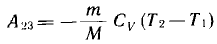 A₂₃ = − m/M C_V (T₂ − T₁)